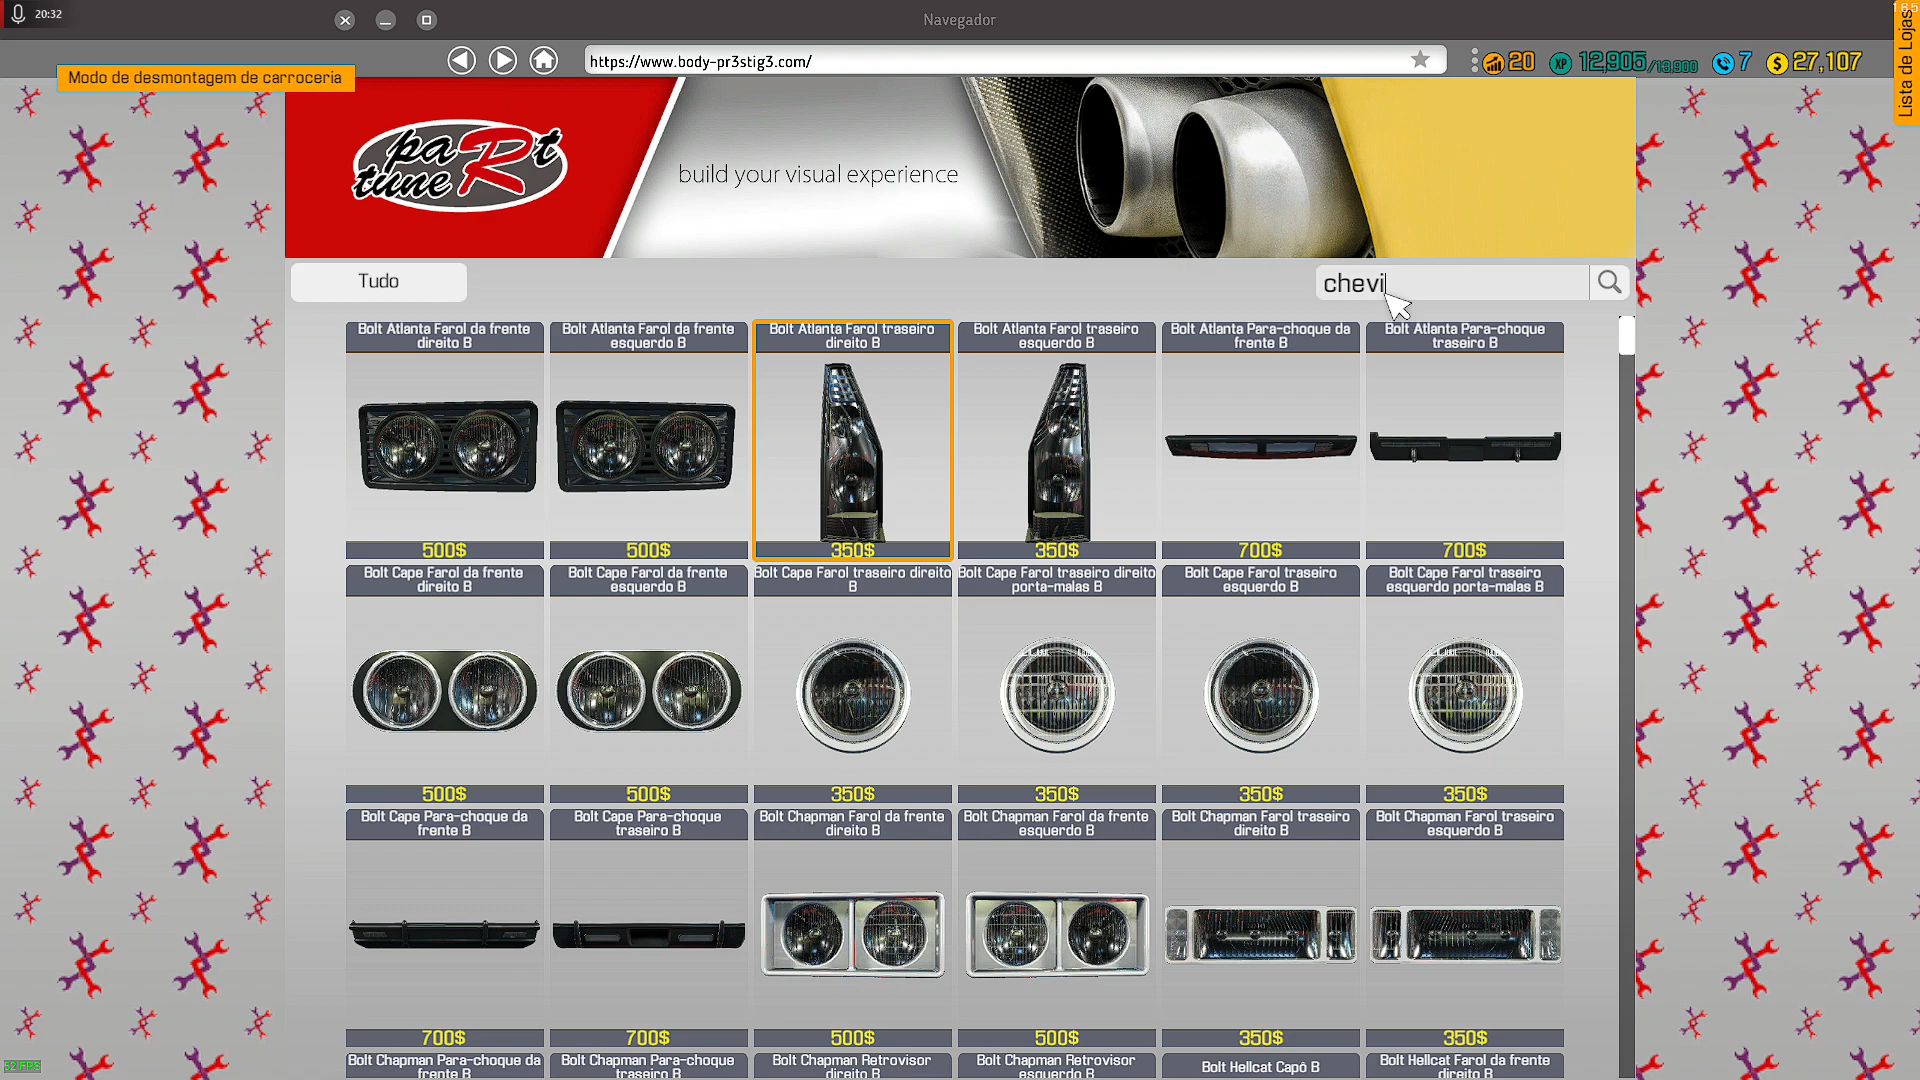 20:32
Navegador
1.8.5
https://www.body-pr3stig3.com/
20
XP
12,905/13,900
7
$
27,107
Lista de Lojas
Modo de desmontagem de carroceria
paRt
tune
build your visual experience
Tudo
chevi
Bolt Atlanta Farol da frente
direito B
Bolt Atlanta Farol da frente
esquerdo B
Bolt Atlanta Farol traseiro
direito B
Bolt Atlanta Farol traseiro
esquerdo B
Bolt Atlanta Para-choque da
frente B
Bolt Atlanta Para-choque
traseiro B
500$
500$
350$
350$
700$
700$
Bolt Cape Farol da frente
direito B
Bolt Cape Farol da frente
esquerdo B
Bolt Cape Farol traseiro direito
B
Bolt Cape Farol traseiro direito
porta-malas B
Bolt Cape Farol traseiro
esquerdo B
Bolt Cape Farol traseiro
esquerdo porta-malas B
500$
500$
350$
350$
350$
350$
Bolt Cape Para-choque da
frente B
Bolt Cape Para-choque
traseiro B
Bolt Chapman Farol da frente
direito B
Bolt Chapman Farol da frente
esquerdo B
Bolt Chapman Farol traseiro
direito B
Bolt Chapman Farol traseiro
esquerdo B
700$
700$
500$
500$
350$
350$
Bolt Chapman Para-choque da
frente B
Bolt Chapman Para-choque
traseiro B
Bolt Chapman Retrovisor
direito B
Bolt Chapman Retrovisor
esquerdo B
Bolt Hellcat Capô B
Bolt Hellcat Farol da frente
direito B